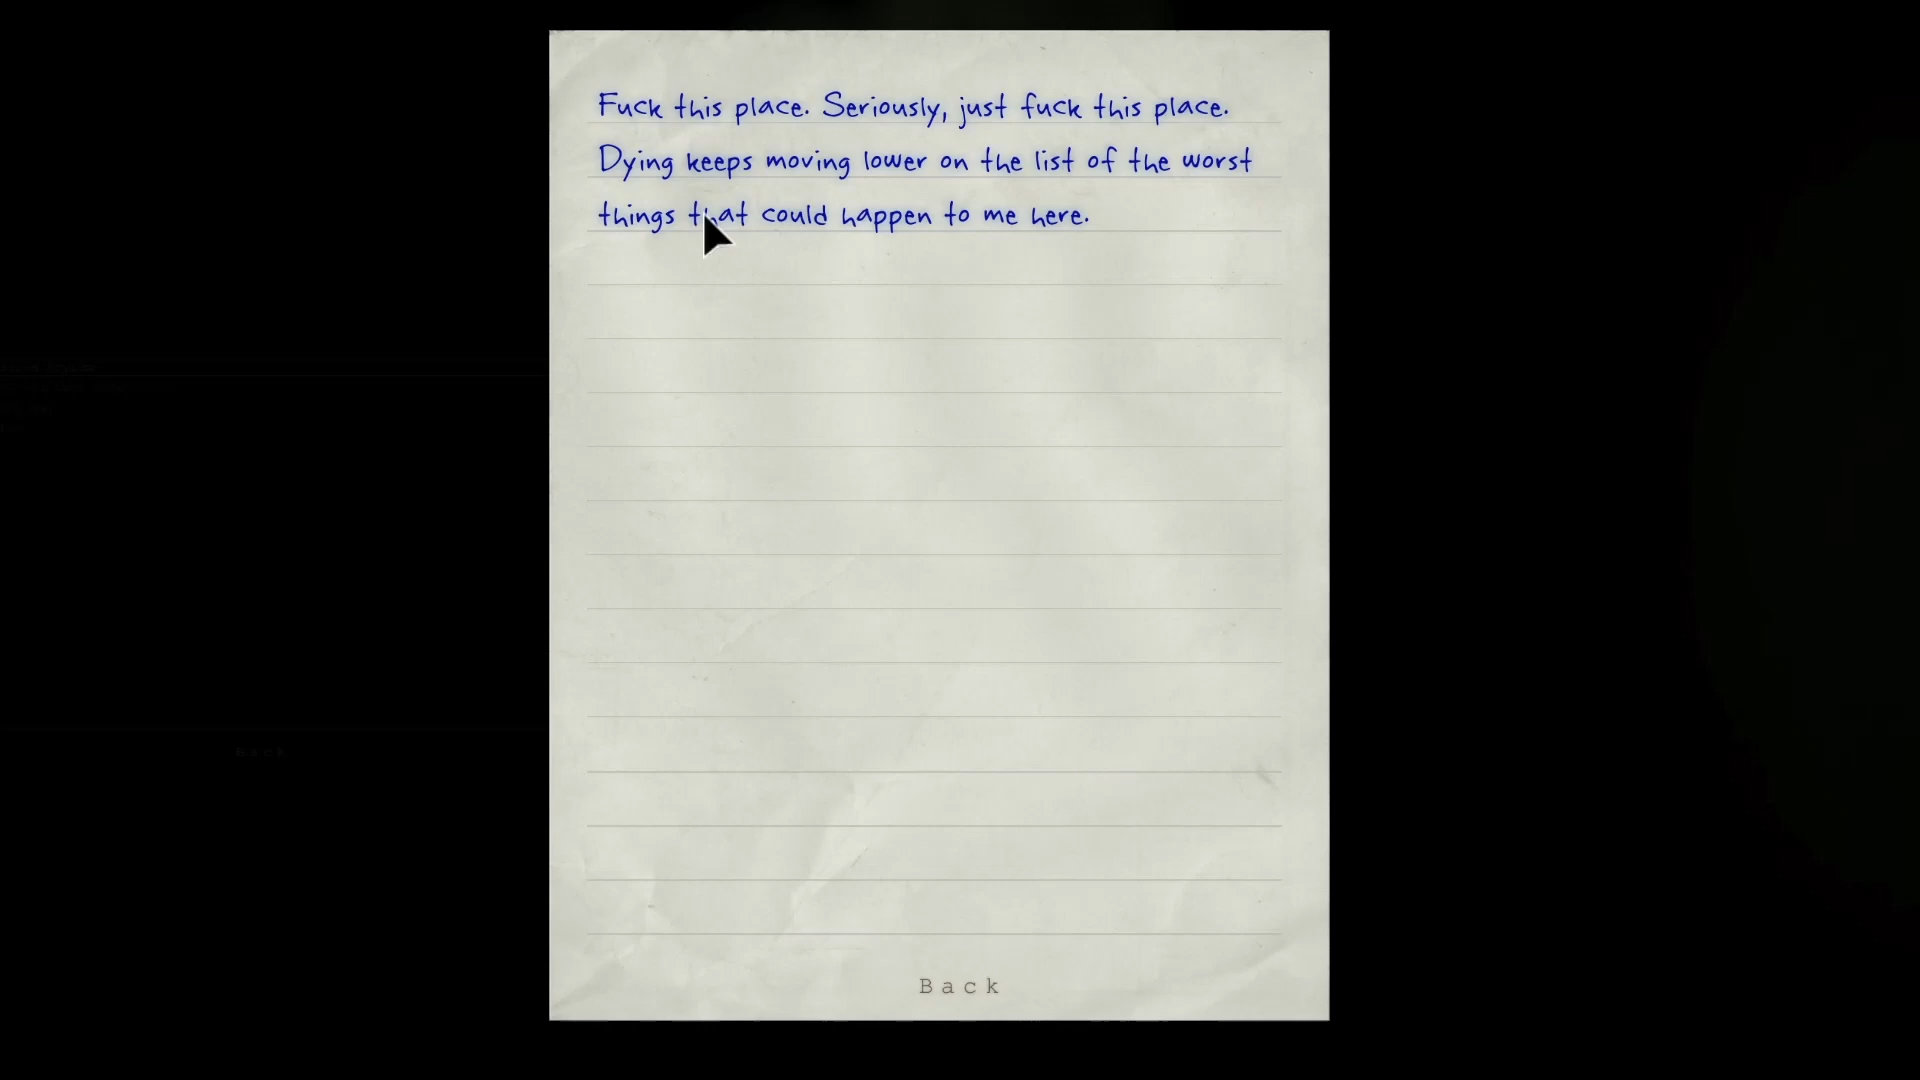 Fuck this place. Seriously, just fuck this place.
Dying keeps moving lower on the list of the worst
things that could happen to me here.
Back
Back